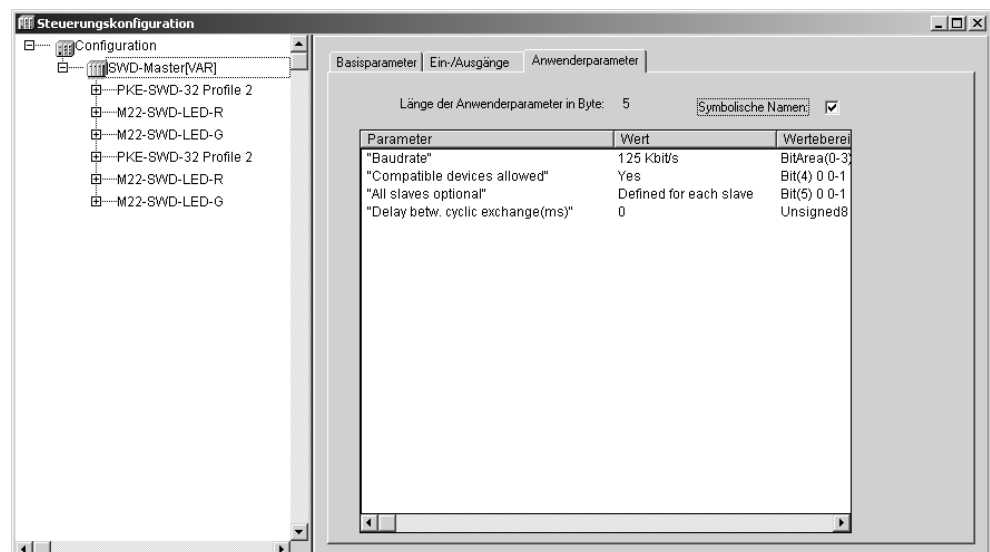 Steuerungskonfiguration
Configuration
SWD-Master[VAR]
PKE-SWD-32 Profile 2
M22-SWD-LED-R
M22-SWD-LED-G
PKE-SWD-32 Profile 2
M22-SWD-LED-R
M22-SWD-LED-G
Basisparameter Ein-/Ausgänge Anwenderparameter
Länge der Anwenderparameter in Byte: 5 Symbolische Namen:
Parameter Wert Werteberei
"Baudrate" 125 Kbit/s BitArea(0-3)
"Compatible devices allowed" Yes Bit(4) 0 0-1
"All slaves optional" Defined for each slave Bit(5) 0 0-1
"Delay betw. cyclic exchange(ms)" 0 Unsigned8